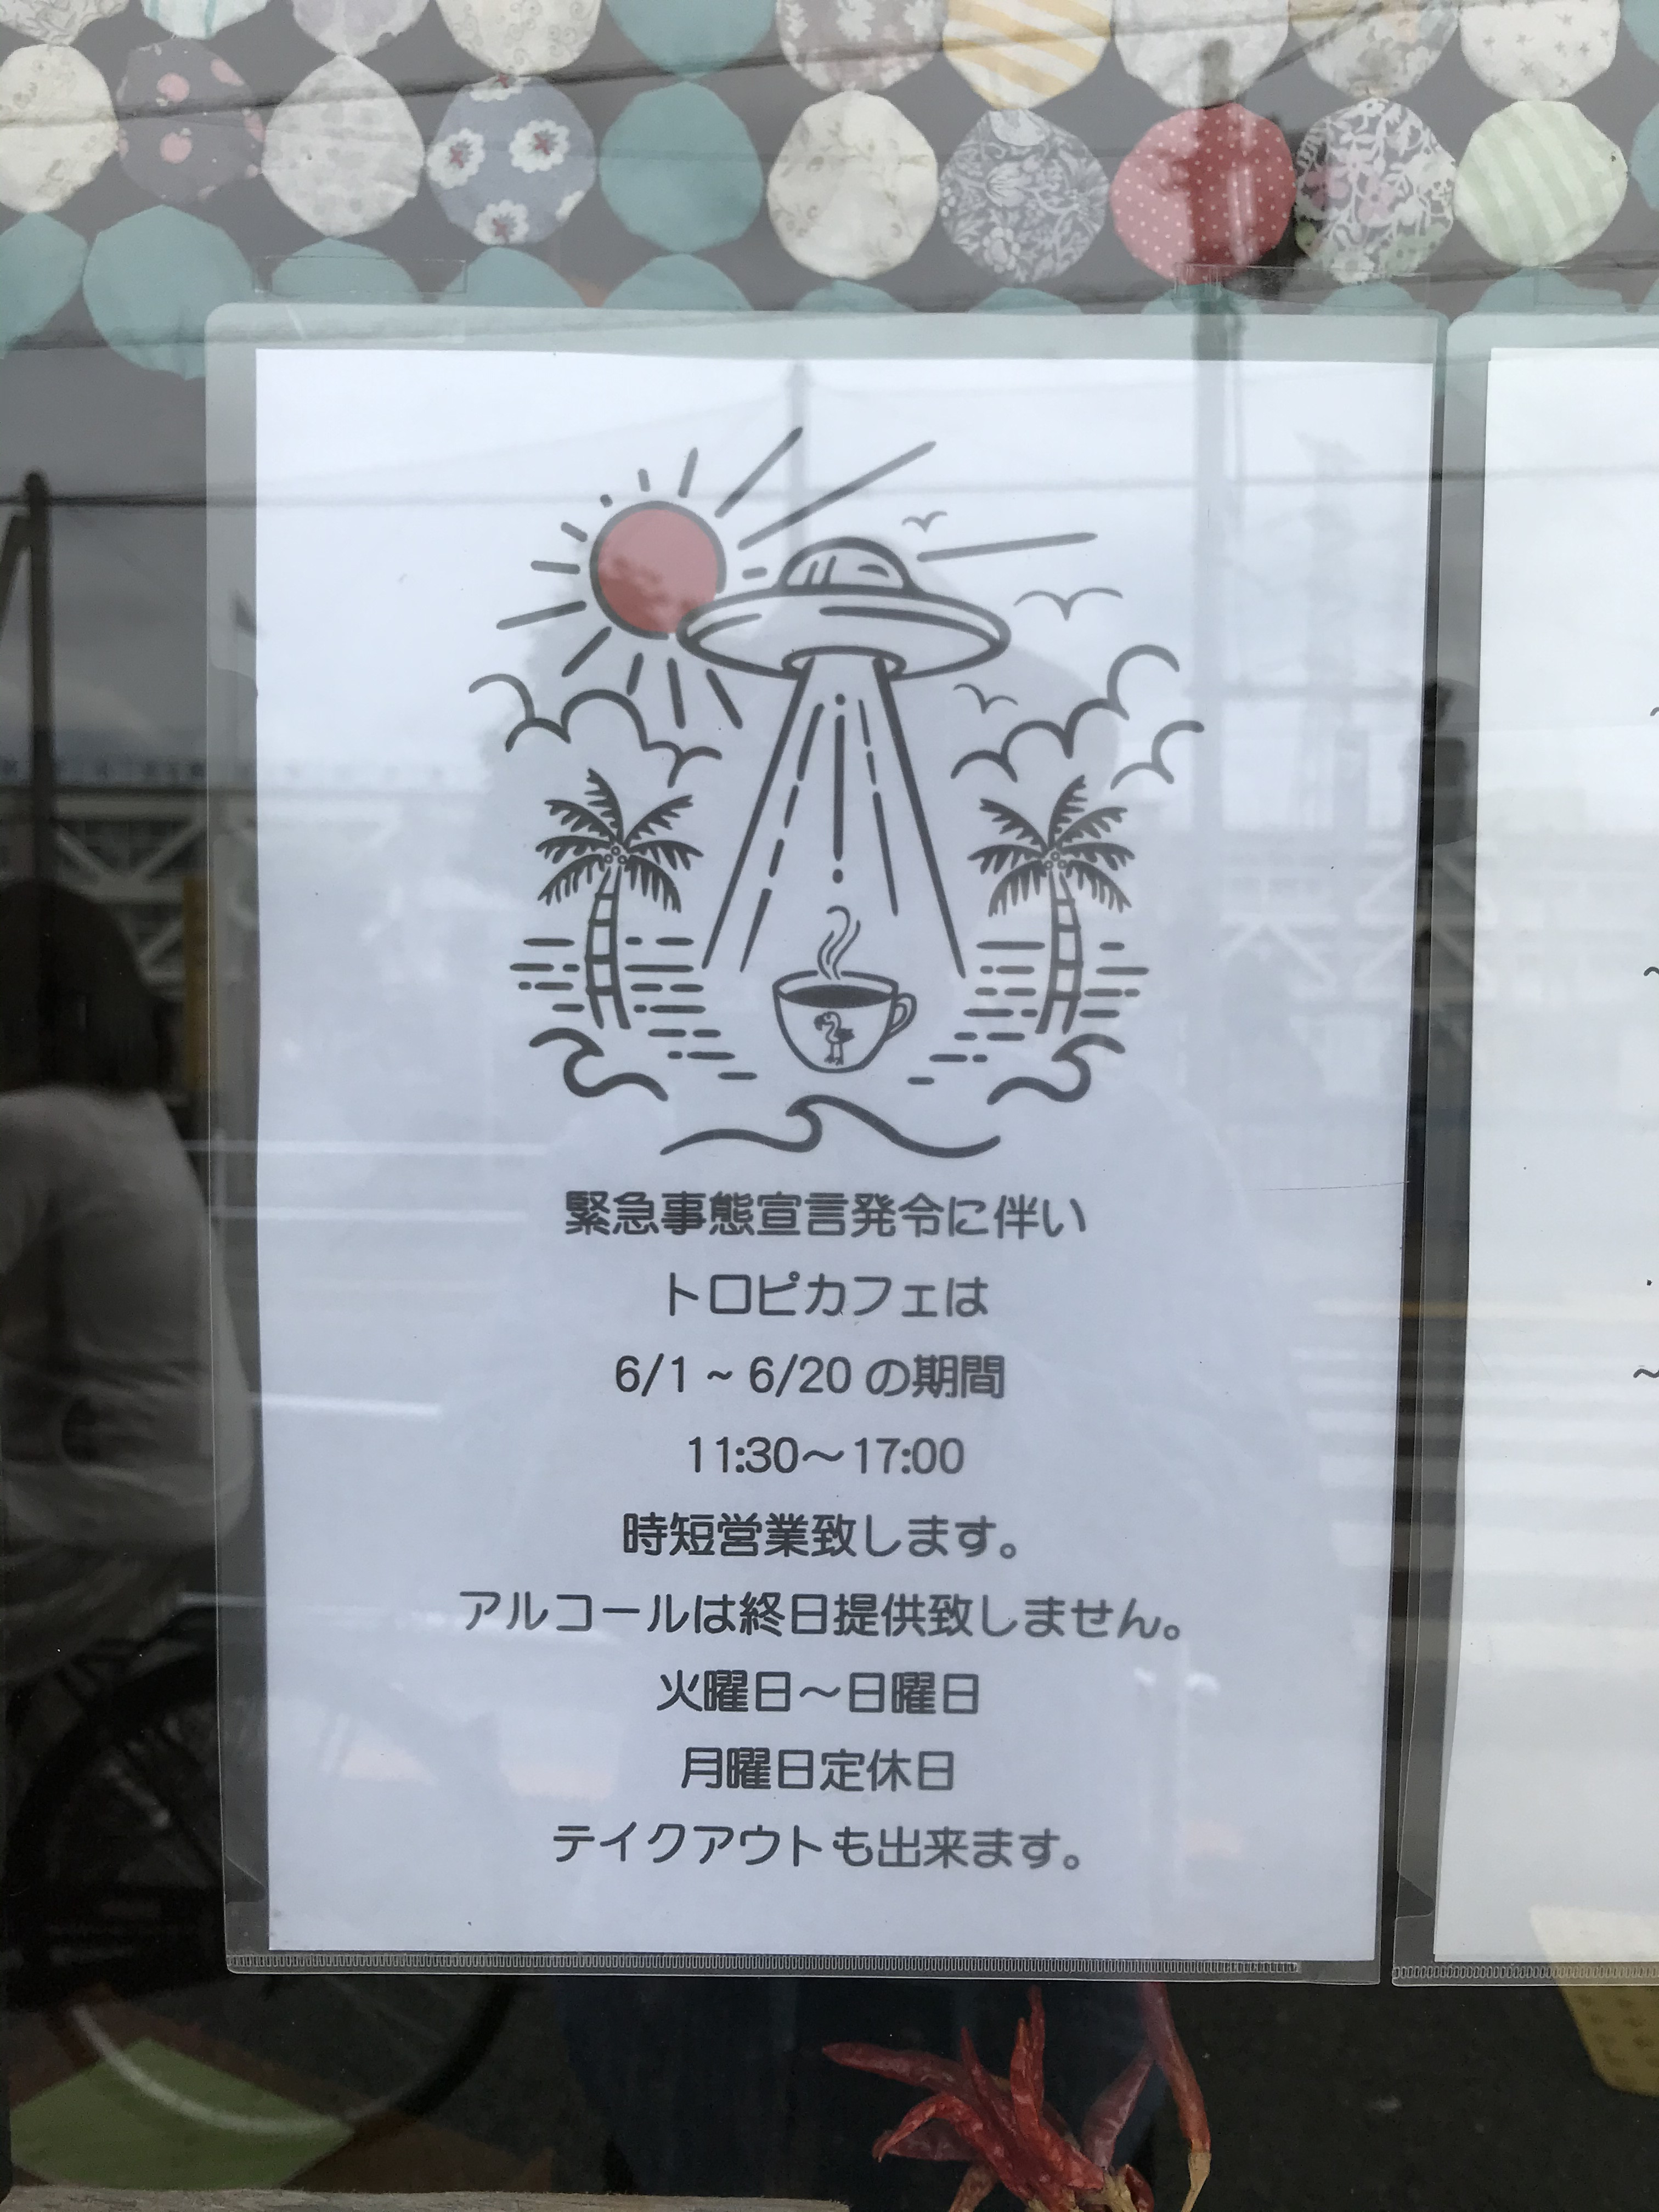 緊急事態宣言発令に伴い
トロピカフェは
6/1 ~ 6/20 の期間
11:30〜17:00
時短営業致します。
アルコールは終日提供致しません。
火曜日〜日曜日
月曜日定休日
テイクアウトも出来ます。